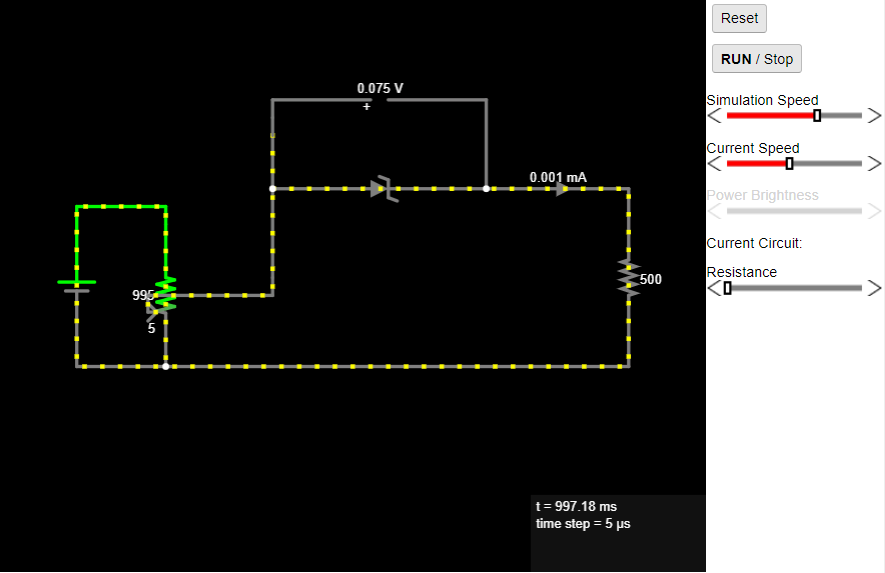 Reset
RUN / Stop
Simulation Speed
Current Speed
Power Brightness
Current Circuit:
Resistance
0.075 V
+
0.001 mA
995
5
500
t = 997.18 ms
time step = 5 µs